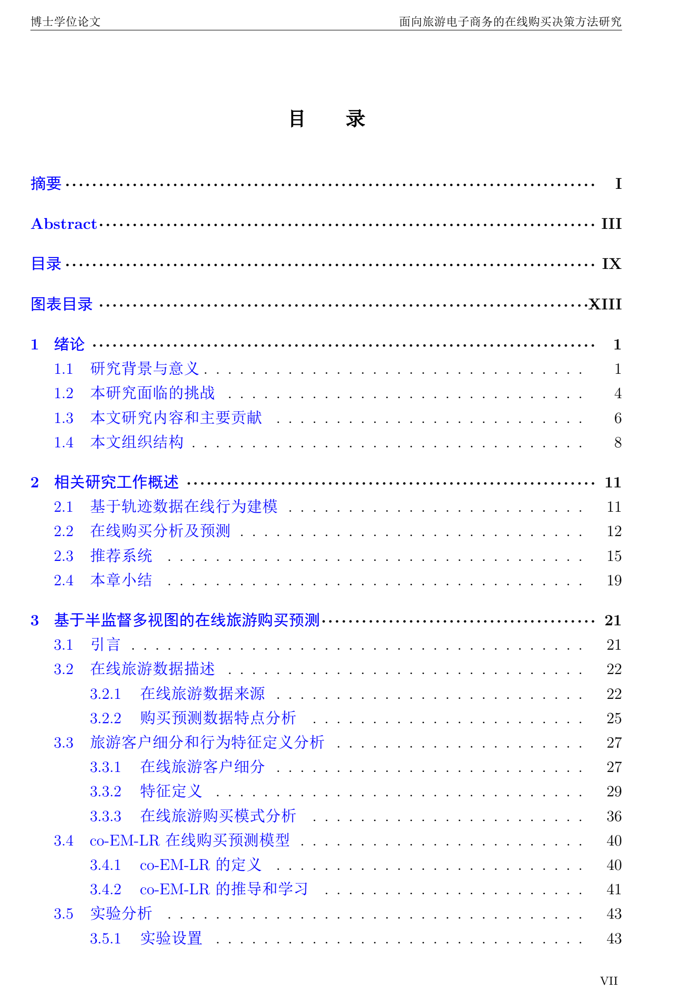 博士学位论文 面向旅游电子商务的在线购买决策方法研究
目 录
摘要 I
Abstract III
目录 IX
图表目录 XIII
1 绪论 1
1.1 研究背景与意义 1
1.2 本研究面临的挑战 4
1.3 本文研究内容和主要贡献 6
1.4 本文组织结构 8
2 相关研究工作概述 11
2.1 基于轨迹数据在线行为建模 11
2.2 在线购买分析及预测 12
2.3 推荐系统 15
2.4 本章小结 19
3 基于半监督多视图的在线旅游购买预测 21
3.1 引言 21
3.2 在线旅游数据描述 22
3.2.1 在线旅游数据来源 22
3.2.2 购买预测数据特点分析 25
3.3 旅游客户细分和行为特征定义分析 27
3.3.1 在线旅游客户细分 27
3.3.2 特征定义 29
3.3.3 在线旅游购买模式分析 36
3.4 co-EM-LR 在线购买预测模型 40
3.4.1 co-EM-LR 的定义 40
3.4.2 co-EM-LR 的推导和学习 41
3.5 实验分析 43
3.5.1 实验设置 43
VII